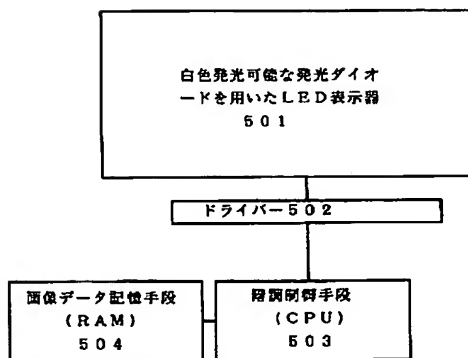 白色発光可能な発光ダイオ
ードを用いたLED表示器
501
ドライバー502
画像データ記憶手段
(RAM)
504
階調制御手段
(CPU)
503